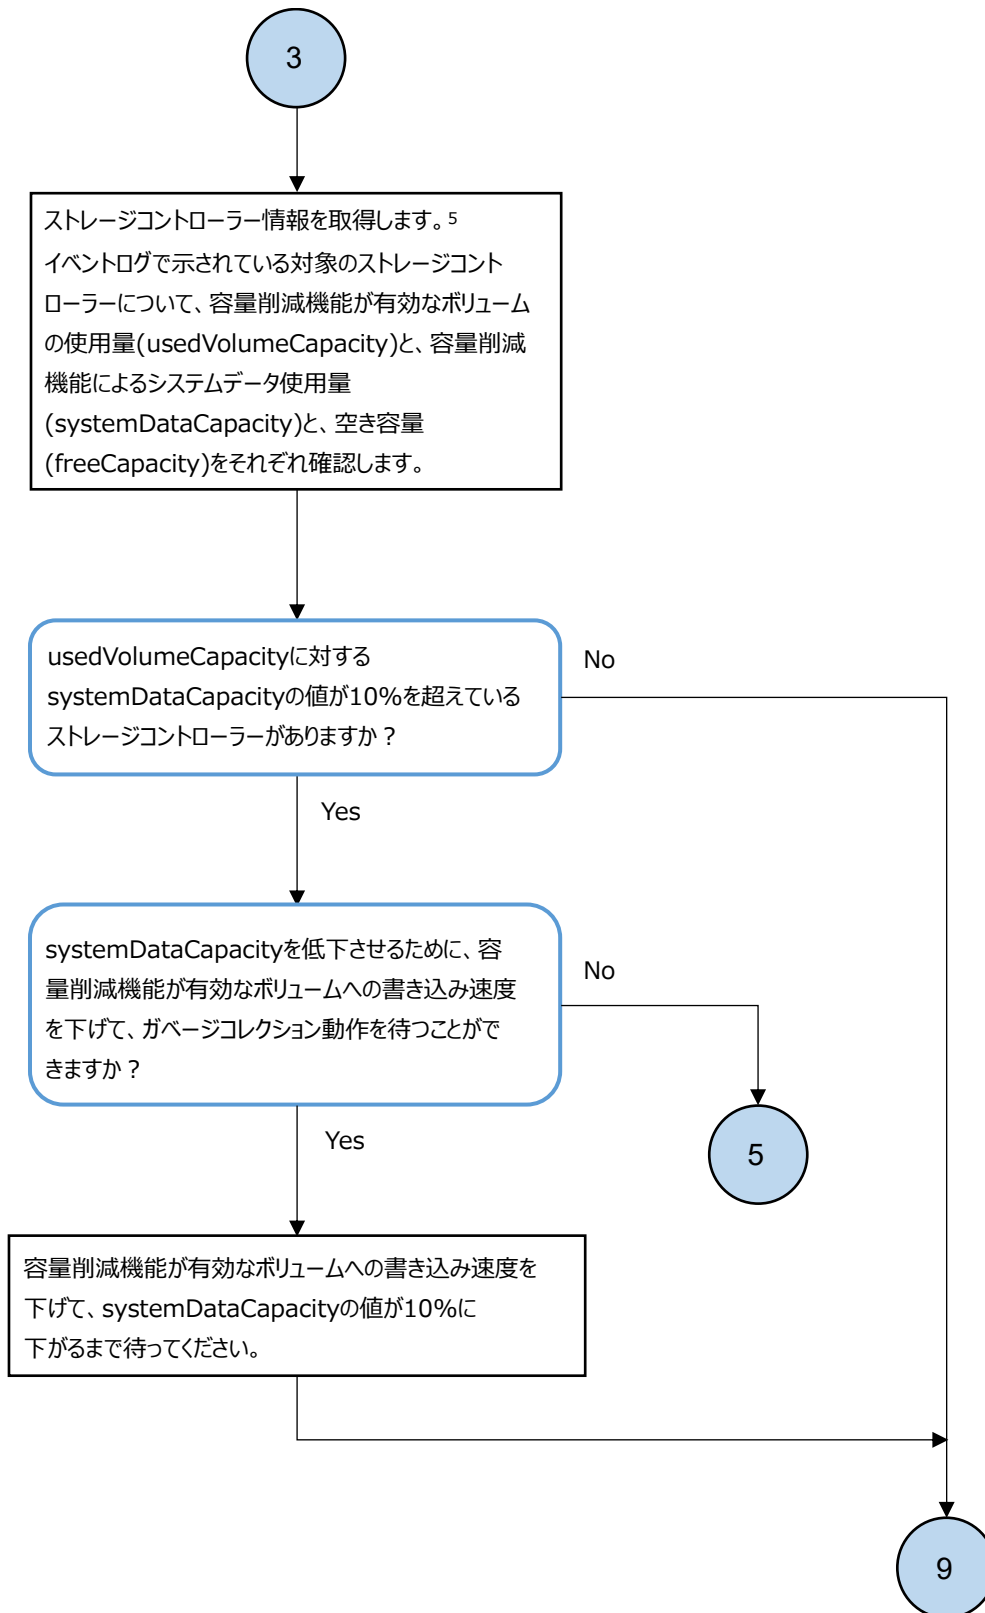 3
ストレージコントローラー情報を取得します。5
イベントログで示されている対象のストレージコント
ローラーについて、容量削減機能が有効なボリューム
の使用量(usedVolumeCapacity)と、容量削減
機能によるシステムデータ使用量
(systemDataCapacity)と、空き容量
(freeCapacity)をそれぞれ確認します。
usedVolumeCapacityに対する
systemDataCapacityの値が10%を超えている
ストレージコントローラーがありますか？
No
Yes
systemDataCapacityを低下させるために、容
量削減機能が有効なボリュームへの書き込み速度
を下げて、ガベージコレクション動作を待つことがで
きますか？
No
Yes
5
容量削減機能が有効なボリュームへの書き込み速度を
下げて、systemDataCapacityの値が10%に
下がるまで待ってください。
9